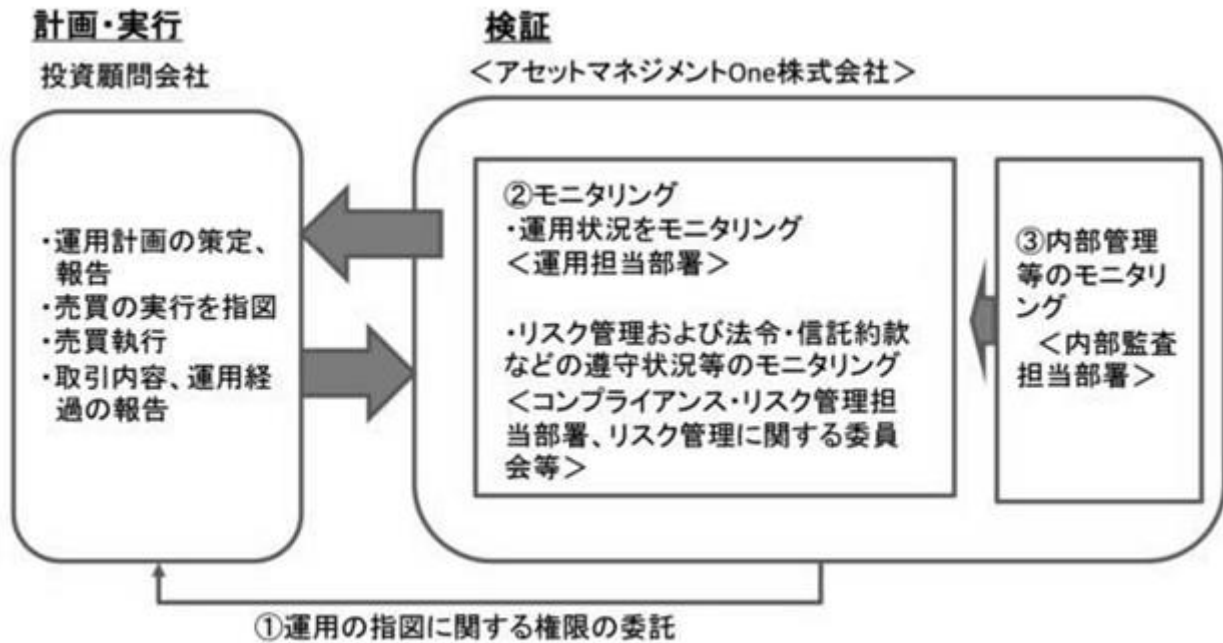 計画・実行
投資顧問会社
・運用計画の策定、
報告
・売買の実行を指図
・売買執行
・取引内容、運用経
過の報告
検証
＜アセットマネジメントOne株式会社＞
②モニタリング
・運用状況をモニタリング
＜運用担当部署＞
・リスク管理および法令・信託約款
などの遵守状況等のモニタリング
＜コンプライアンス・リスク管理担
当部署、リスク管理に関する委員
会等＞
③内部管理
等のモニタリ
ング
＜内部監査
担当部署＞
①運用の指図に関する権限の委託